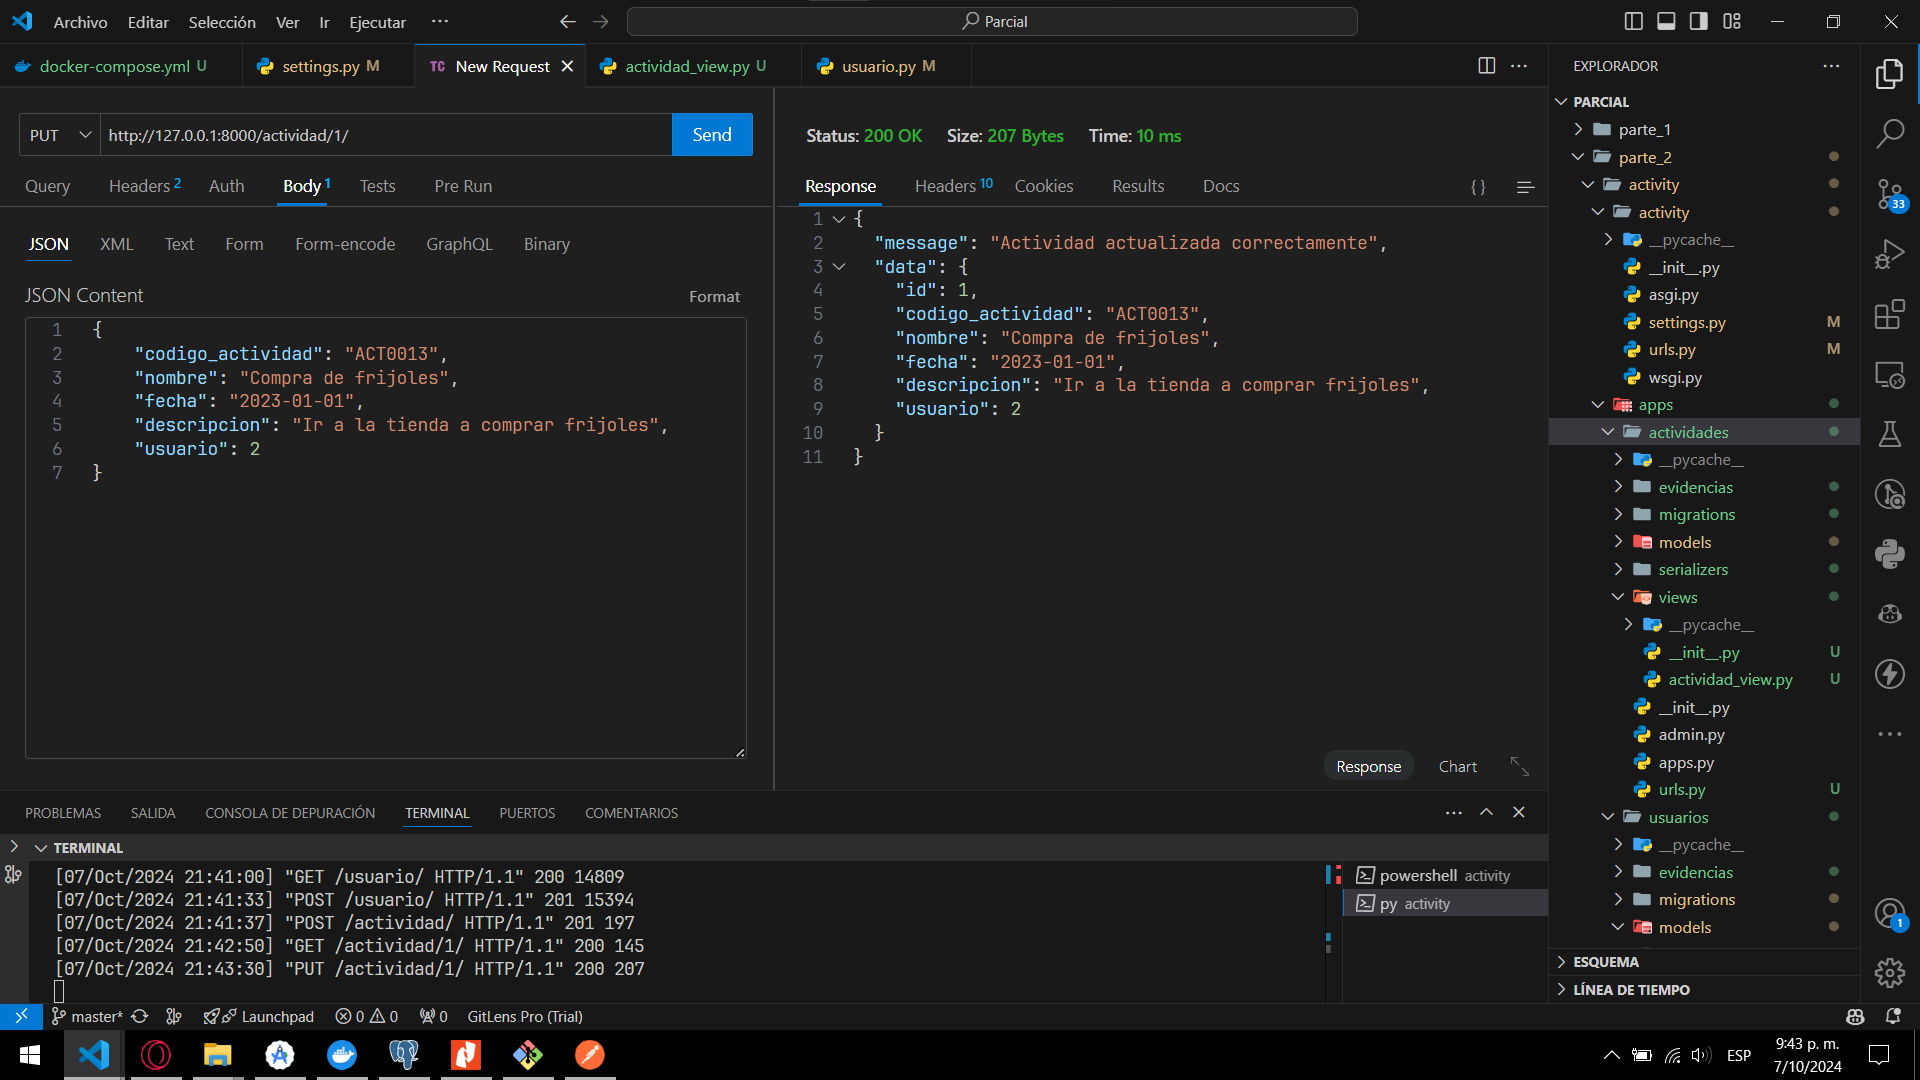 Archivo Editar Selección Ver Ir Ejecutar ··· Parcial
docker-compose.yml U settings.py M TC New Request actividad_view.py U usuario.py M
PUT http://127.0.0.1:8000/actividad/1/ Send
Query Headers 2 Auth Body 1 Tests Pre Run
JSON XML Text Form Form-encode GraphQL Binary
JSON Content Format
1 {
2 "codigo_actividad": "ACT0013",
3 "nombre": "Compra de frijoles",
4 "fecha": "2023-01-01",
5 "descripcion": "Ir a la tienda a comprar frijoles",
6 "usuario": 2
7 }
Status: 200 OK Size: 207 Bytes Time: 10 ms
Response Headers 10 Cookies Results Docs { }
1 {
2 "message": "Actividad actualizada correctamente",
3 "data": {
4 "id": 1,
5 "codigo_actividad": "ACT0013",
6 "nombre": "Compra de frijoles",
7 "fecha": "2023-01-01",
8 "descripcion": "Ir a la tienda a comprar frijoles",
9 "usuario": 2
10 }
11 }
Response Chart
PROBLEMAS SALIDA CONSOLA DE DEPURACIÓN TERMINAL PUERTOS COMENTARIOS
TERMINAL
[07/Oct/2024 21:41:00] "GET /usuario/ HTTP/1.1" 200 14809
[07/Oct/2024 21:41:33] "POST /usuario/ HTTP/1.1" 201 15394
[07/Oct/2024 21:41:37] "POST /actividad/ HTTP/1.1" 201 197
[07/Oct/2024 21:42:50] "GET /actividad/1/ HTTP/1.1" 200 145
[07/Oct/2024 21:43:30] "PUT /actividad/1/ HTTP/1.1" 200 207
powershell activity
py activity
EXPLORADOR
PARCIAL
parte_1
parte_2
activity
activity
__pycache__
__init__.py
asgi.py
settings.py M
urls.py M
wsgi.py
apps
actividades
__pycache__
evidencias
migrations
models
serializers
views
__pycache__
__init__.py U
actividad_view.py U
__init__.py
admin.py
apps.py
urls.py U
usuarios
__pycache__
evidencias
migrations
models
ESQUEMA
LÍNEA DE TIEMPO
33
1
master* Launchpad 0 0 0 GitLens Pro (Trial)
ESP
9:43 p. m.
7/10/2024